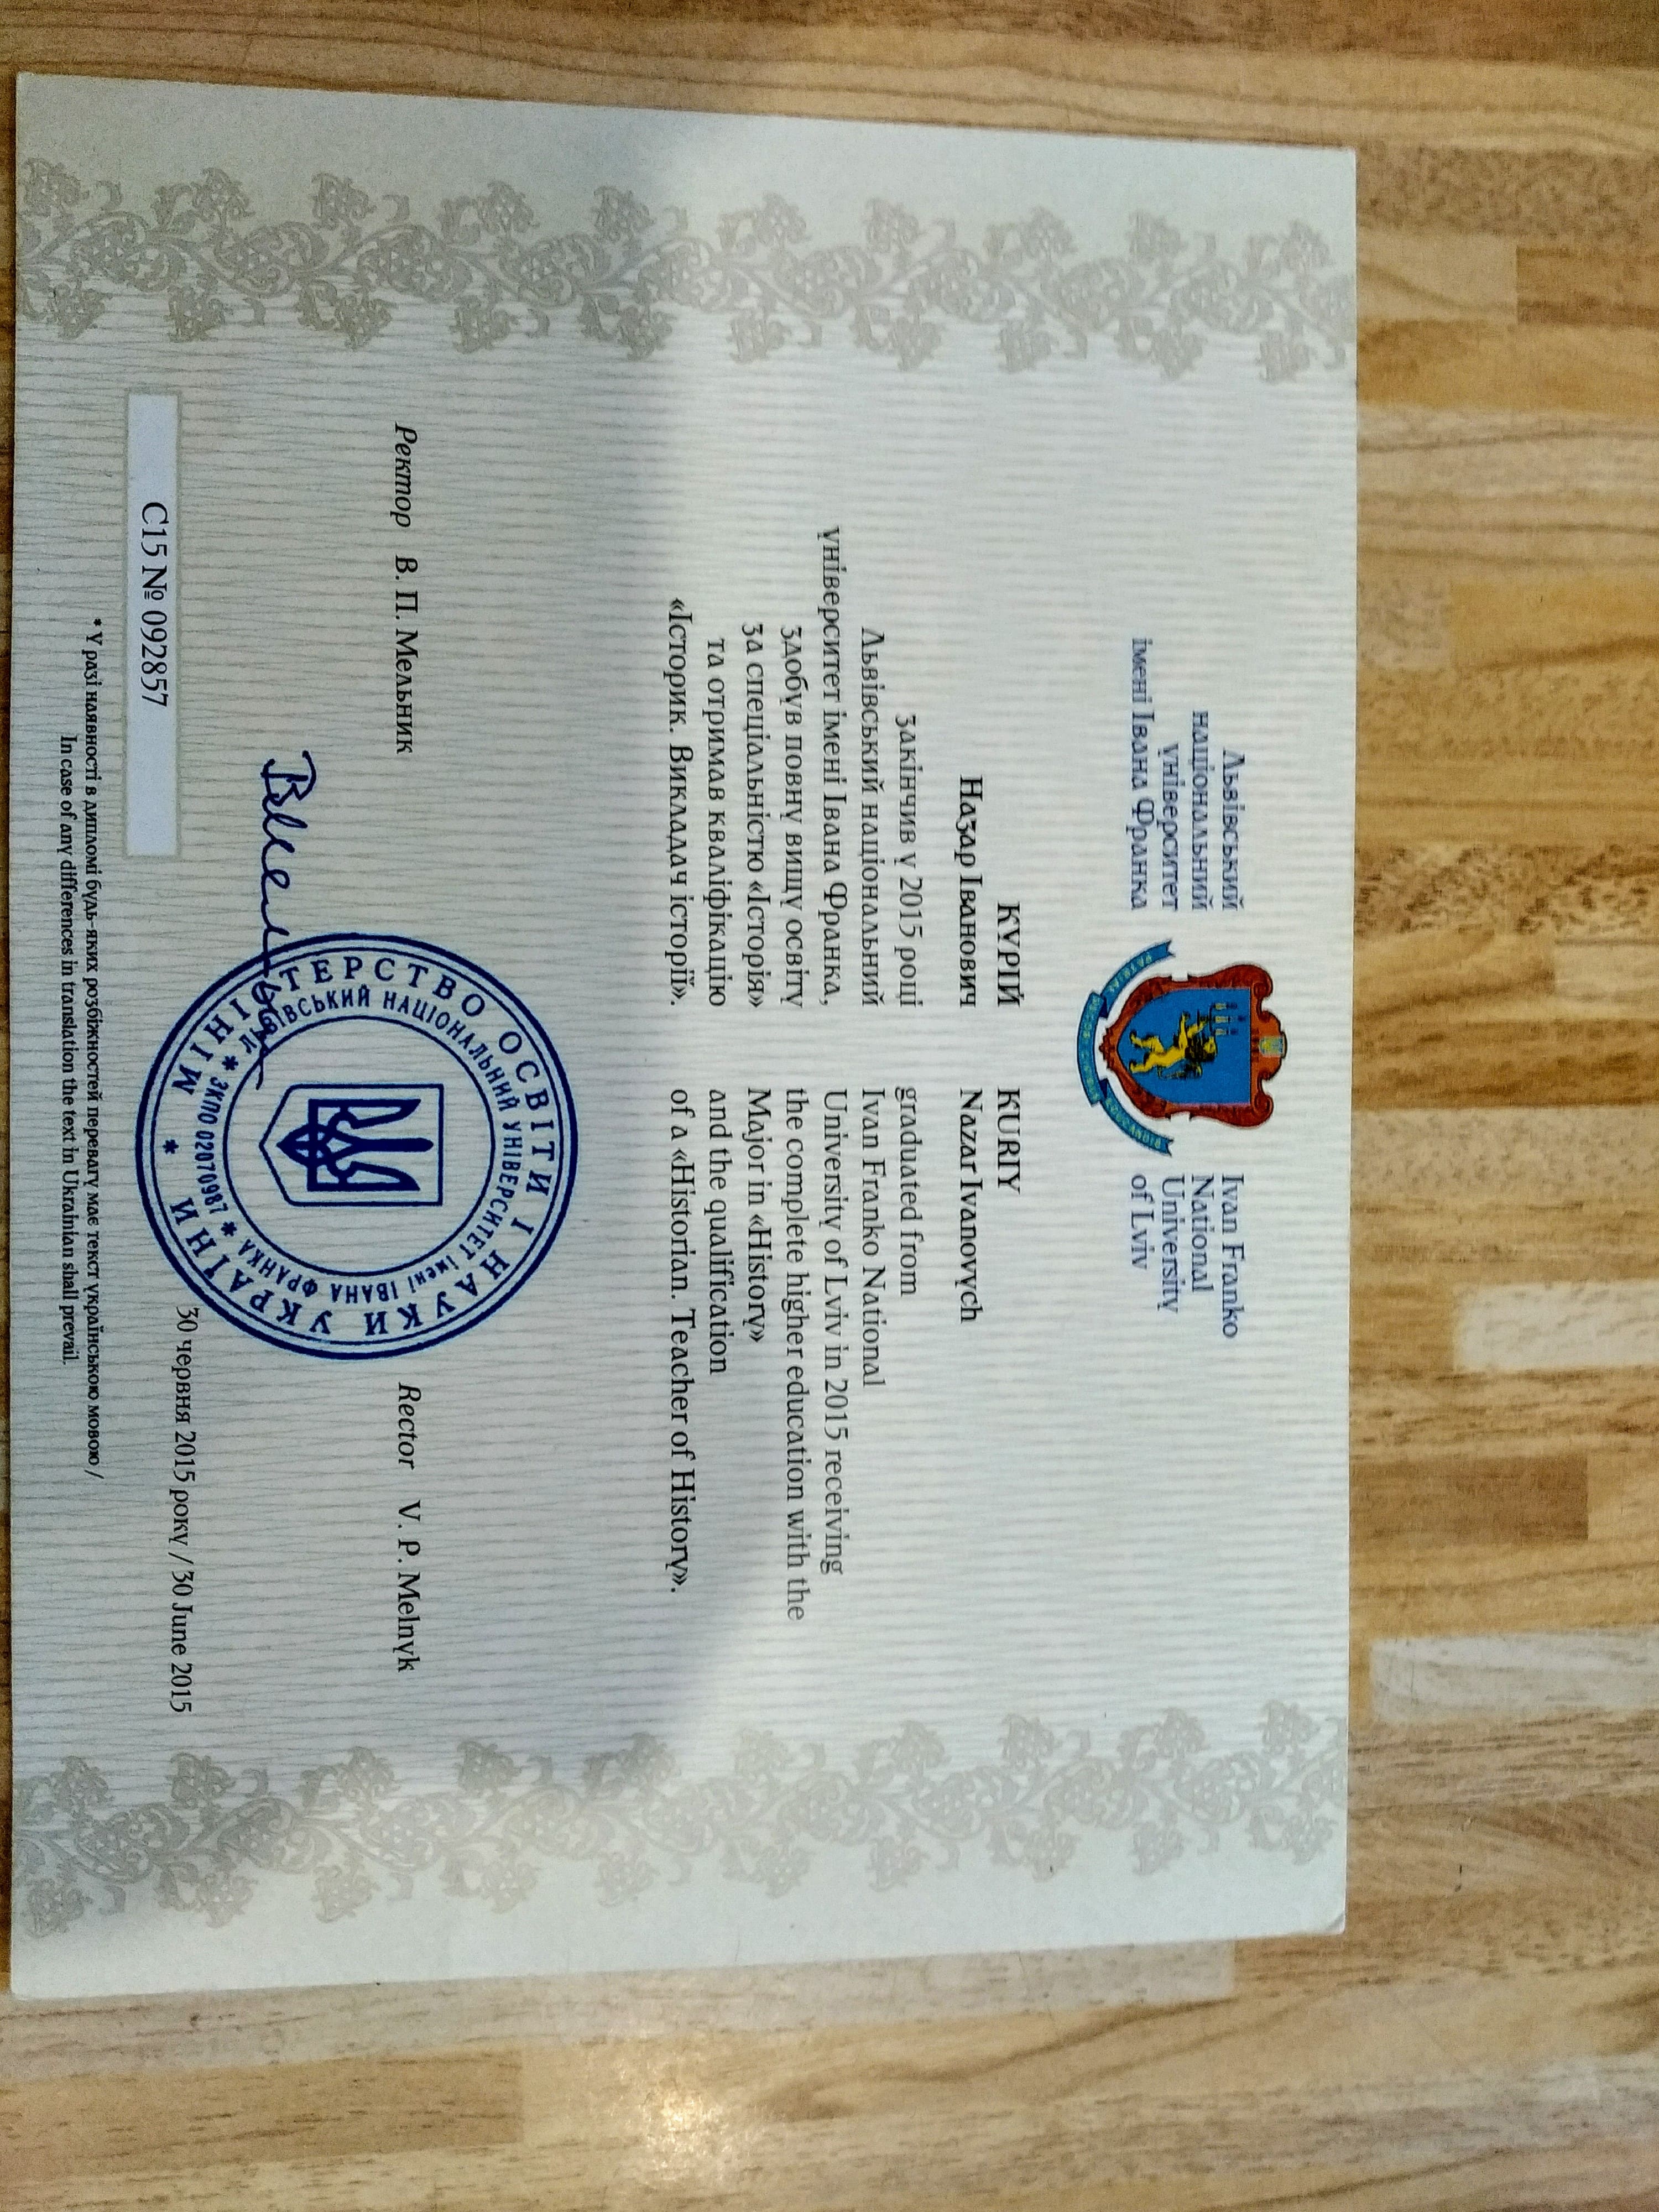 Львівський
національний
університет
імені Івана Франка
Ivan Franko
National
University
of Lviv
PATRIAE DECORI CIVIBUS EDUCANDIS
КУРІЙ
Назар Іванович
закінчив у 2015 році
Львівський національний
університет імені Івана Франка,
здобув повну вищу освіту
за спеціальністю «Історія»
та отримав кваліфікацію
«Історик. Викладач історії».
KURIY
Nazar Ivanovych
graduated from
Ivan Franko National
University of Lviv in 2015 receiving
the complete higher education with the
Major in «History»
and the qualification
of a «Historian. Teacher of History».
Ректор В. П. Мельник
Rector V. P. Melnyk
МІНІСТЕРСТВО ОСВІТИ І НАУКИ УКРАЇНИ *
ЛЬВІВСЬКИЙ НАЦІОНАЛЬНИЙ УНІВЕРСИТЕТ імені ІВАНА ФРАНКА
* ЗКПО 02070987 *
30 червня 2015 року / 30 June 2015
С15 № 092857
* У разі наявності в дипломі будь-яких розбіжностей перевагу має текст українською мовою /
In case of any differences in translation the text in Ukrainian shall prevail.